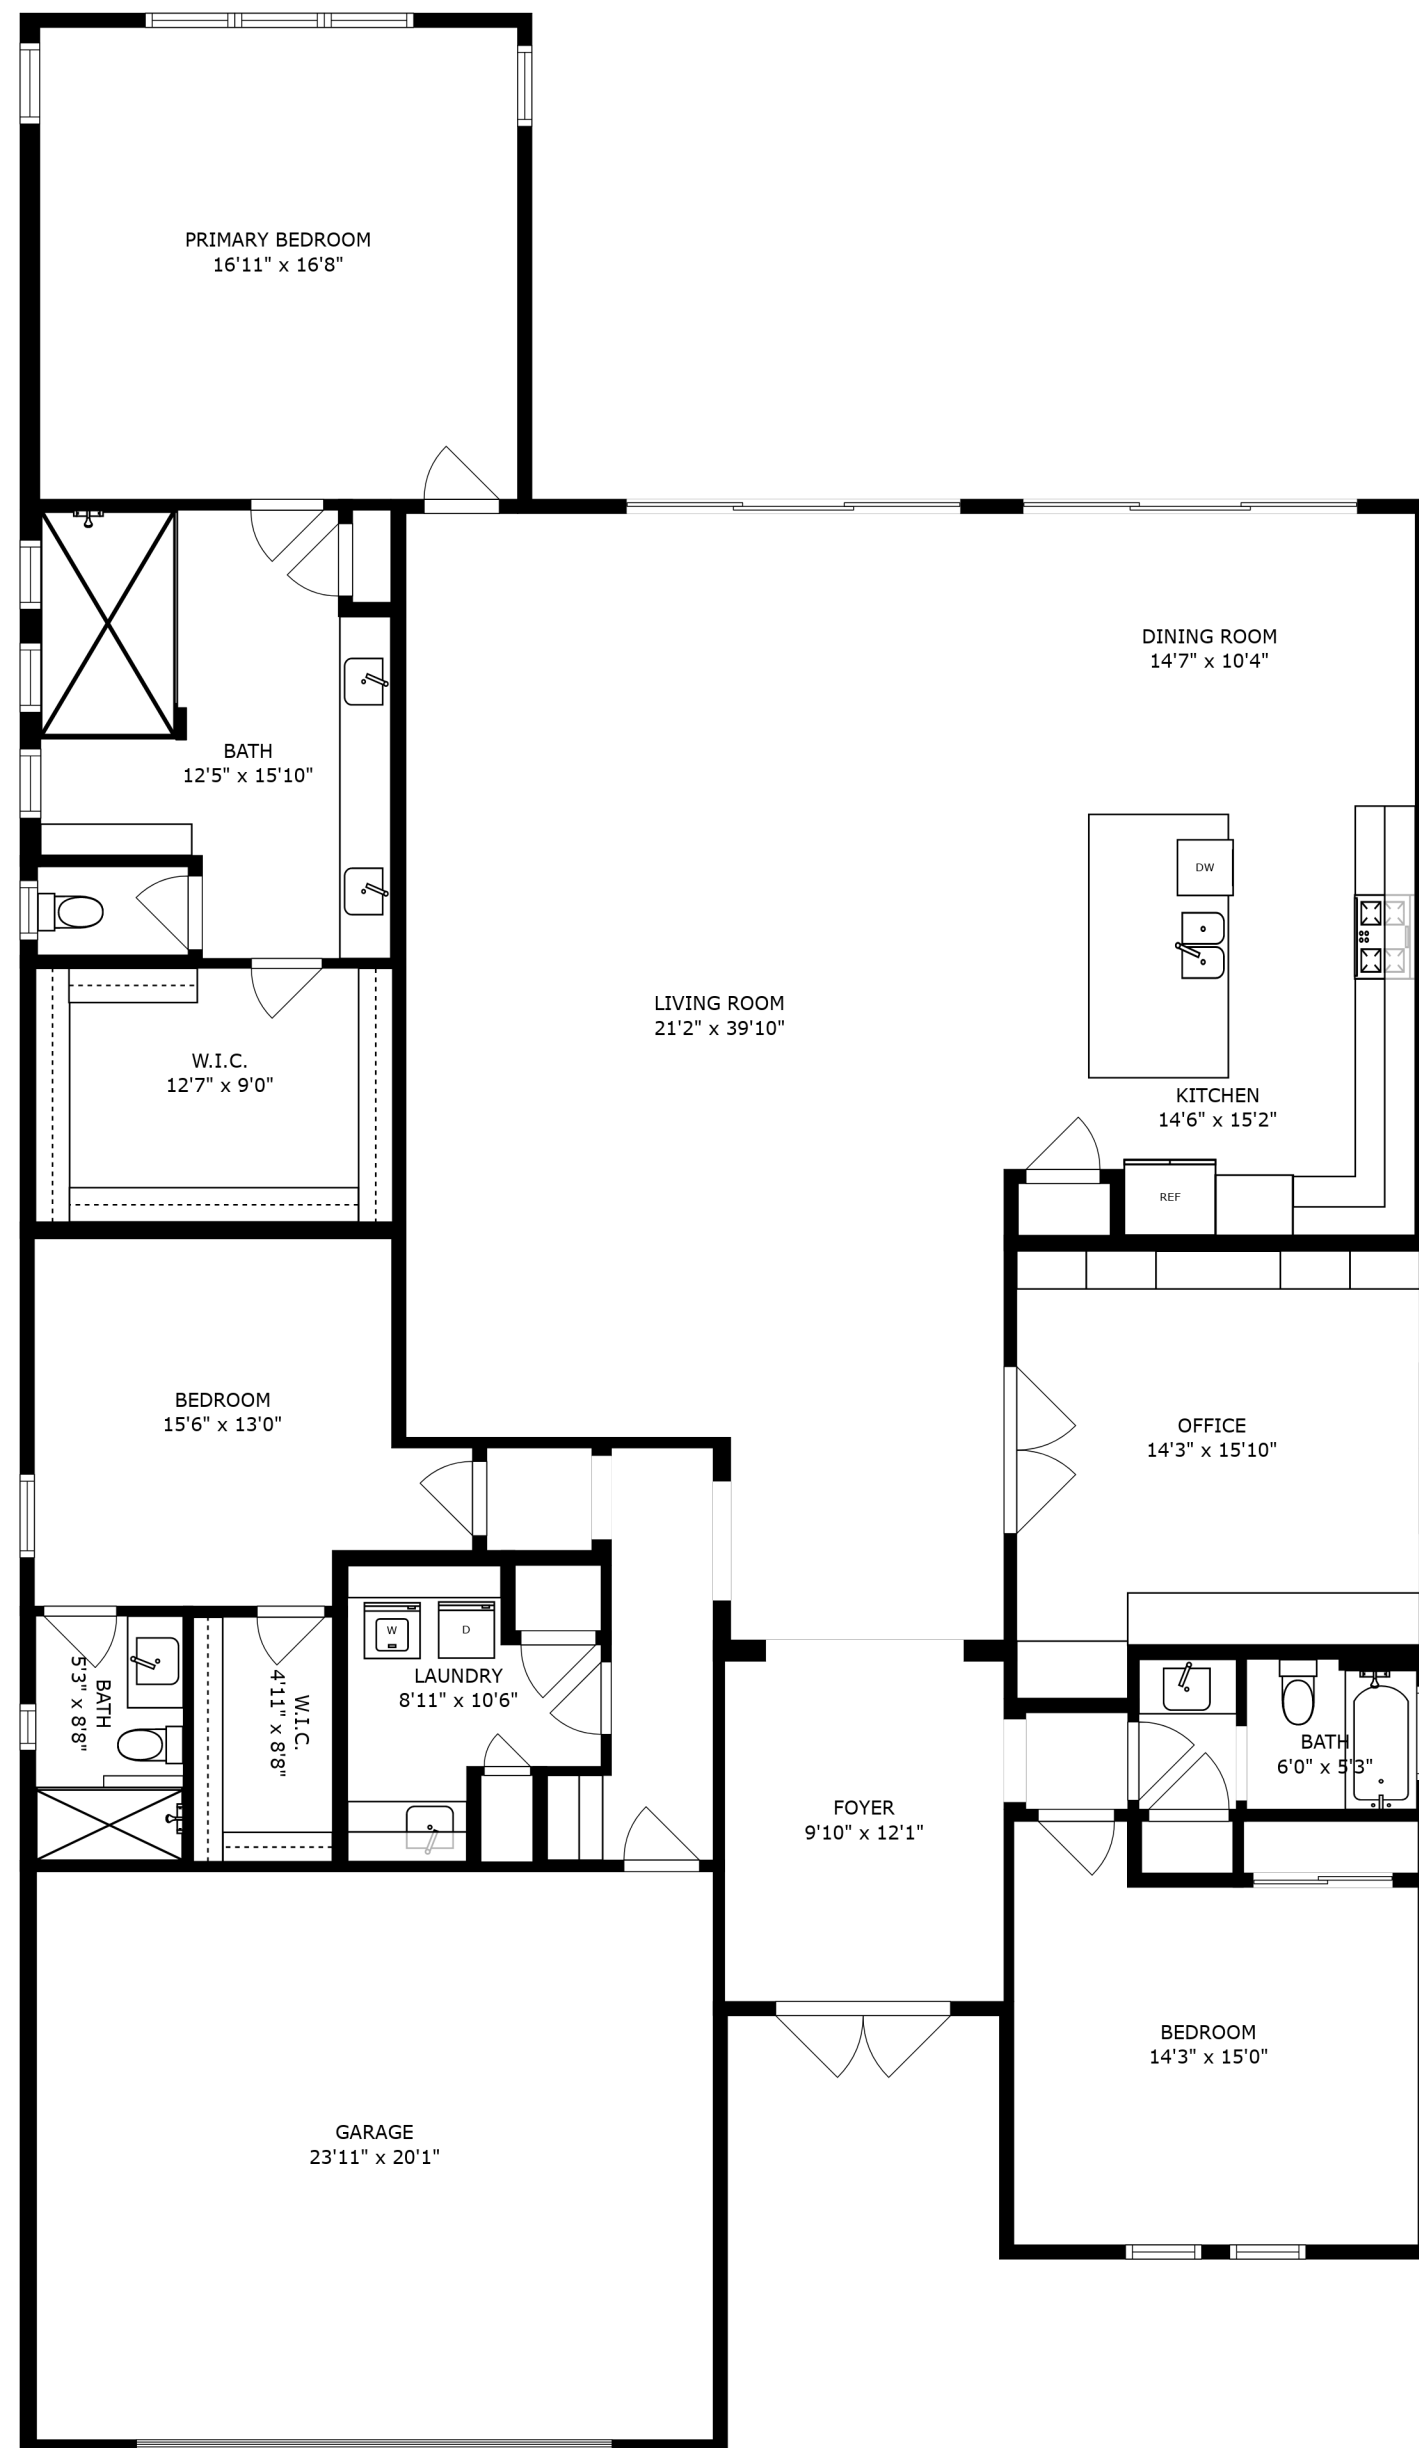 PRIMARY BEDROOM
16'11" x 16'8"
DINING ROOM
14'7" x 10'4"
BATH
12'5" x 15'10"
DW
LIVING ROOM
21'2" x 39'10"
W.I.C.
12'7" x 9'0"
KITCHEN
14'6" x 15'2"
REF
BEDROOM
15'6" x 13'0"
OFFICE
14'3" x 15'10"
W
D
LAUNDRY
8'11" x 10'6"
BATH
5'3" x 8'8"
W.I.C.
4'11" x 8'8"
BATH
6'0" x 5'3"
FOYER
9'10" x 12'1"
BEDROOM
14'3" x 15'0"
GARAGE
23'11" x 20'1"